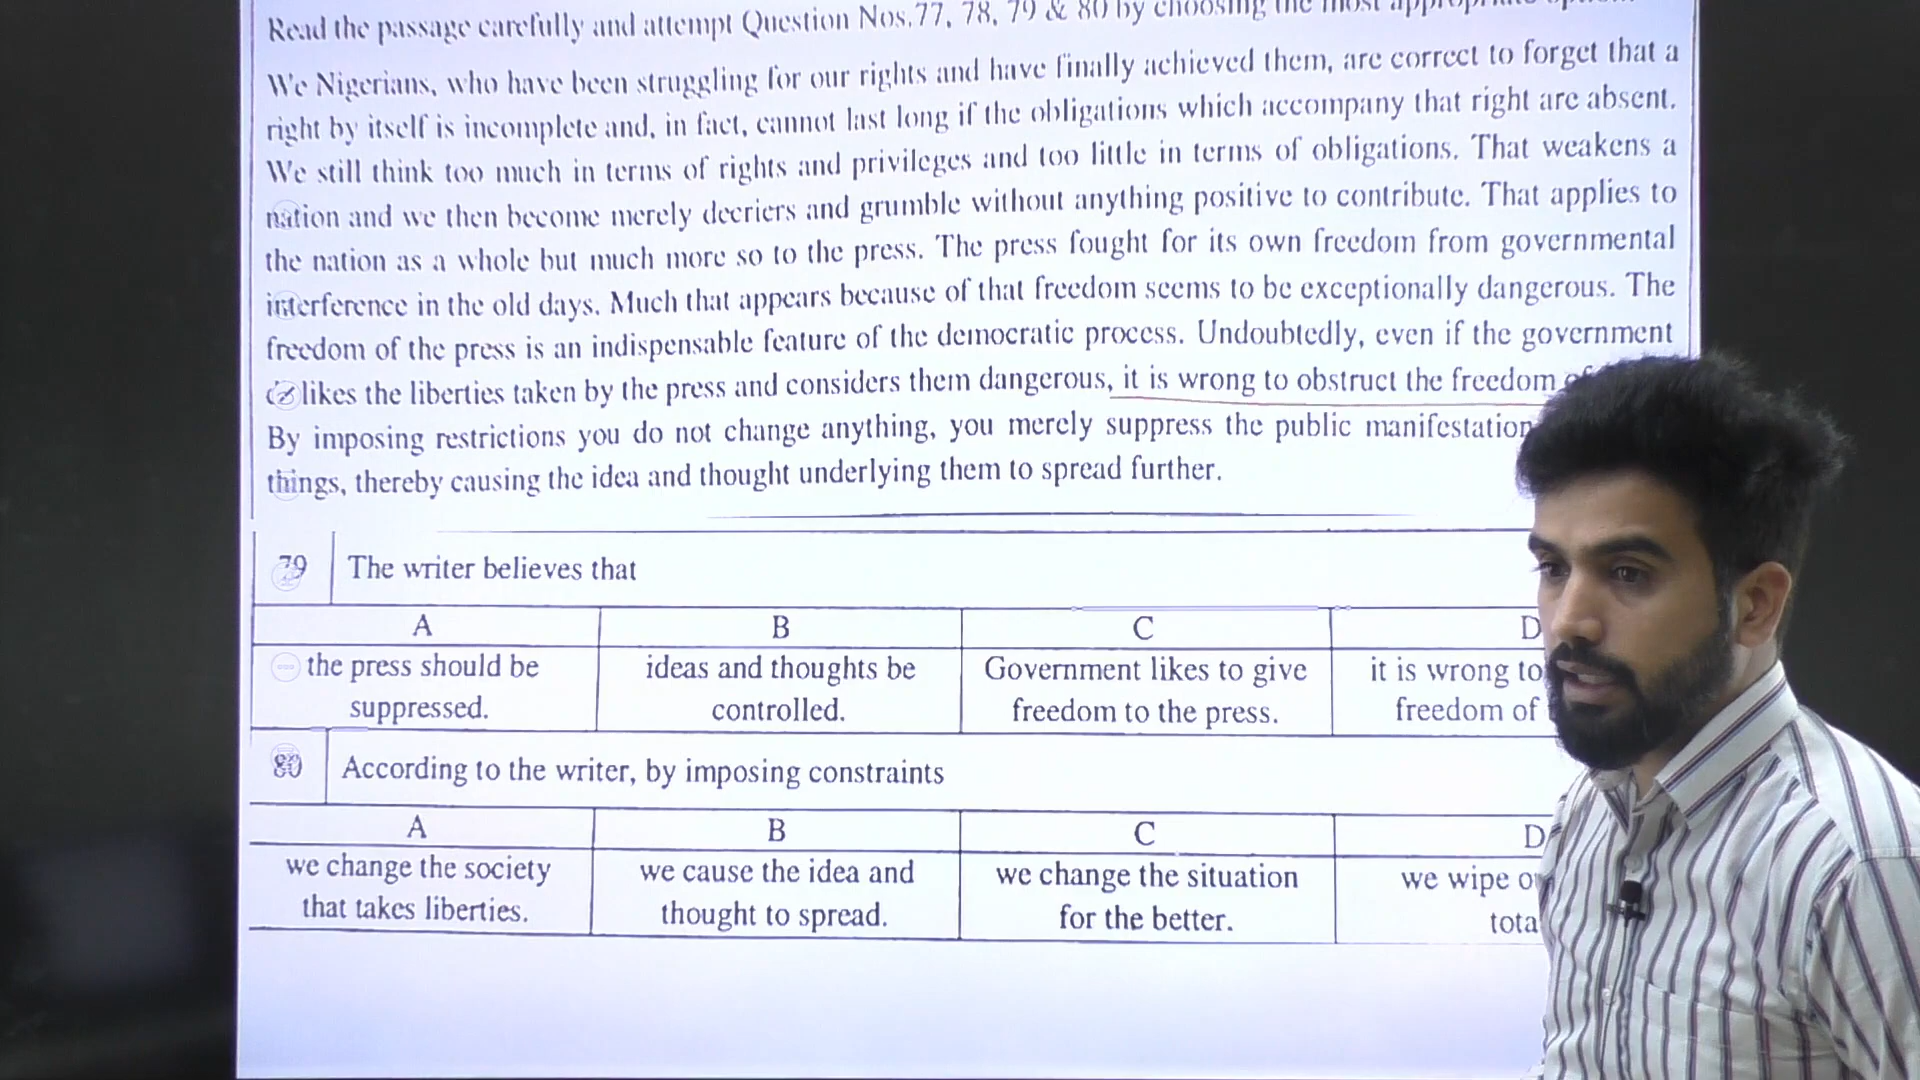 Read the passage carefully and attempt Question Nos.77, 78, 79 & 80 by choosing the most appropriate
We Nigerians, who have been struggling for our rights and have finally achieved them, are correct to forget that a
right by itself is incomplete and, in fact, cannot last long if the obligations which accompany that right are absent.
We still think too much in terms of rights and privileges and too little in terms of obligations. That weakens a
nation and we then become merely decriers and grumble without anything positive to contribute. That applies to
the nation as a whole but much more so to the press. The press fought for its own freedom from governmental
interference in the old days. Much that appears because of that freedom seems to be exceptionally dangerous. The
freedom of the press is an indispensable feature of the democratic process. Undoubtedly, even if the government
dislikes the liberties taken by the press and considers them dangerous, it is wrong to obstruct the freedom
By imposing restrictions you do not change anything, you merely suppress the public manifestation
things, thereby causing the idea and thought underlying them to spread further.
79 The writer believes that
A B C D
the press should be ideas and thoughts be Government likes to give it is wrong to
suppressed. controlled. freedom to the press. freedom of
80 According to the writer, by imposing constraints
A B C D
we change the society we cause the idea and we change the situation we wipe
that takes liberties. thought to spread. for the better.